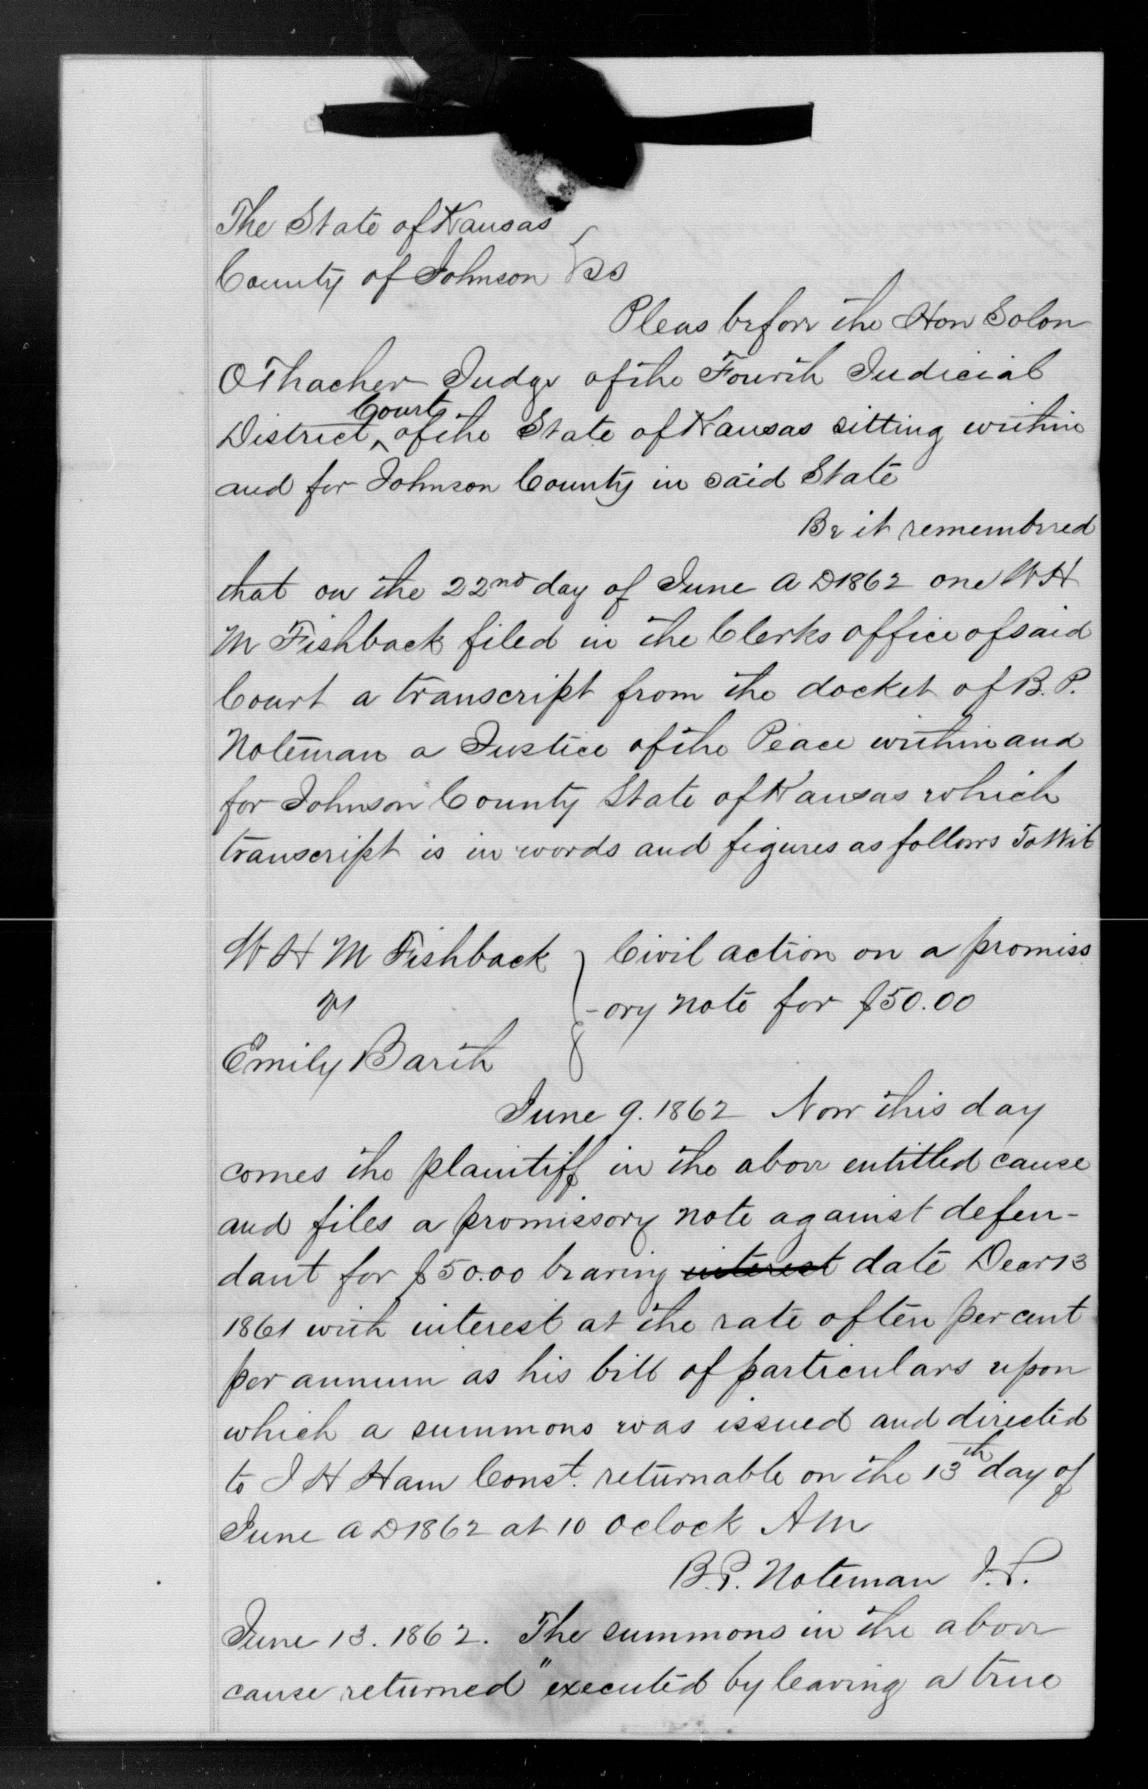 The State of Kansas
County of Johnson } ss
Pleas before the Hon Solon
O Thacher Judge of the Fourth Judicial
District Court of the State of Kansas sitting within
and for Johnson County in said State
Be it remembered
that on the 22nd day of June A D 1862 one W H
M Fishback filed in the Clerks office of said
Court a transcript from the docket of B. P.
Noteman a Justice of the Peace within and
for Johnson County State of Kansas which
transcript is in words and figures as follows To Wit
W H M Fishback } Civil action on a promiss
vs -ory note for $50.00
Emily Barth
June 9. 1862 Now this day
comes the plaintiff in the above entitled cause
and files a promissory note against defen-
dant for $50.00 bearing interest date Decr 13
1861 with interest at the rate of ten per cent
per annum as his bill of particulars upon
which a summons was issued and directed
to J H Ham Const. returnable on the 13th day of
June A D 1862 at 10 oclock AM
B. P. Noteman J. P.
June 13. 1862. The summons in the above
cause returned "executed by leaving a true